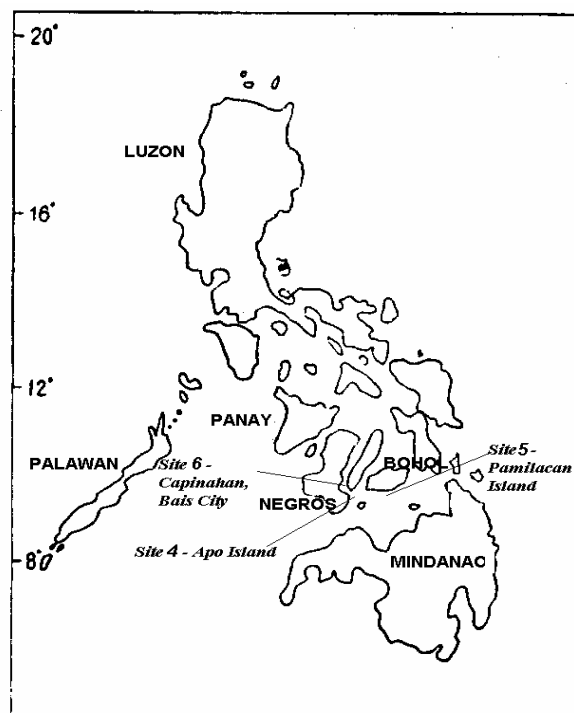 20°
LUZON
16°
12°
PANAY
PALAWAN
BOHOL
Site 6 -
Capinahan,
Bais City
Site 5 -
Pamilacan
Island
NEGROS
Site 4 - Apo Island
8°
MINDANAO